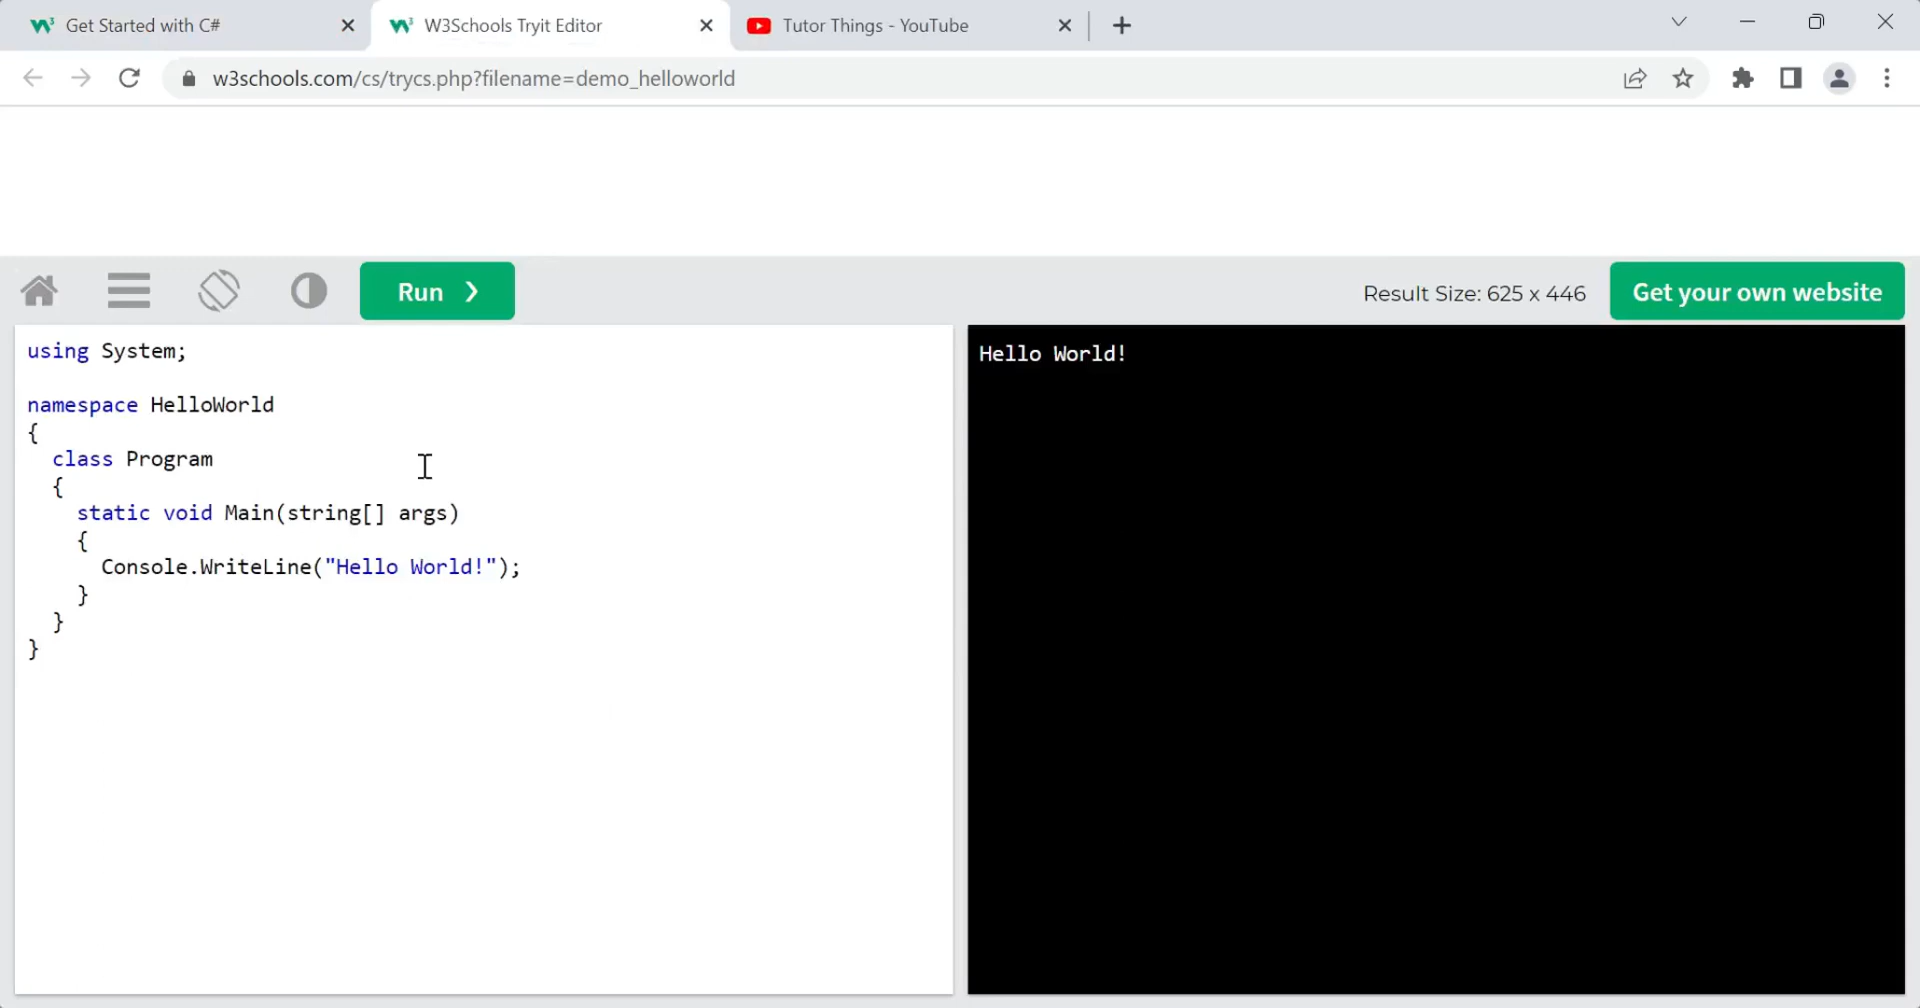 Get Started with C#
W3Schools Tryit Editor
Tutor Things - YouTube
w3schools.com/cs/trycs.php?filename=demo_helloworld
Run
Result Size: 625 x 446
Get your own website
using System;
namespace HelloWorld
{
class Program
{
static void Main(string[] args)
{
Console.WriteLine("Hello World!");
}
}
}
Hello World!